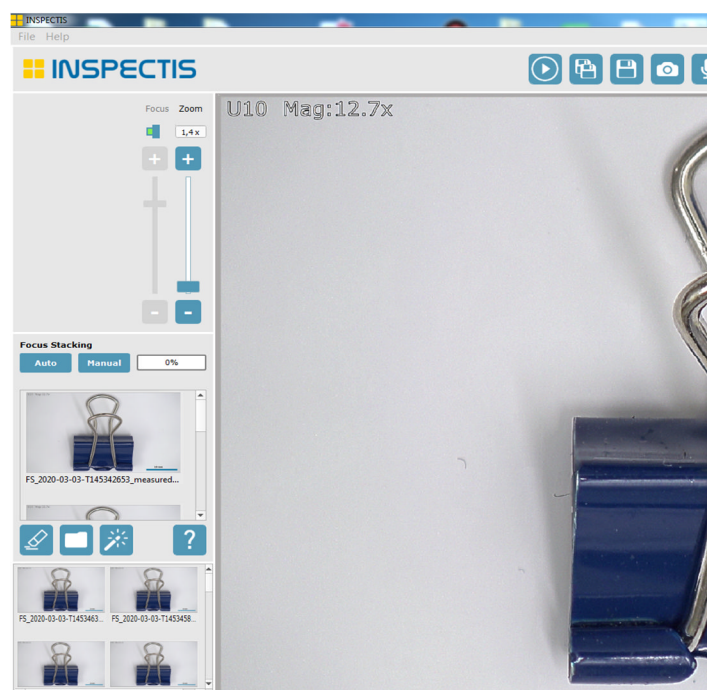 INSPECTIS
File Help
INSPECTIS
Focus Zoom
1,4 x
U10 Mag:12.7x
Focus Stacking
Auto Manual 0%
FS_2020-03-03-T145342653_measured...
?
FS_2020-03-03-T1453463... FS_2020-03-03-T1453458...